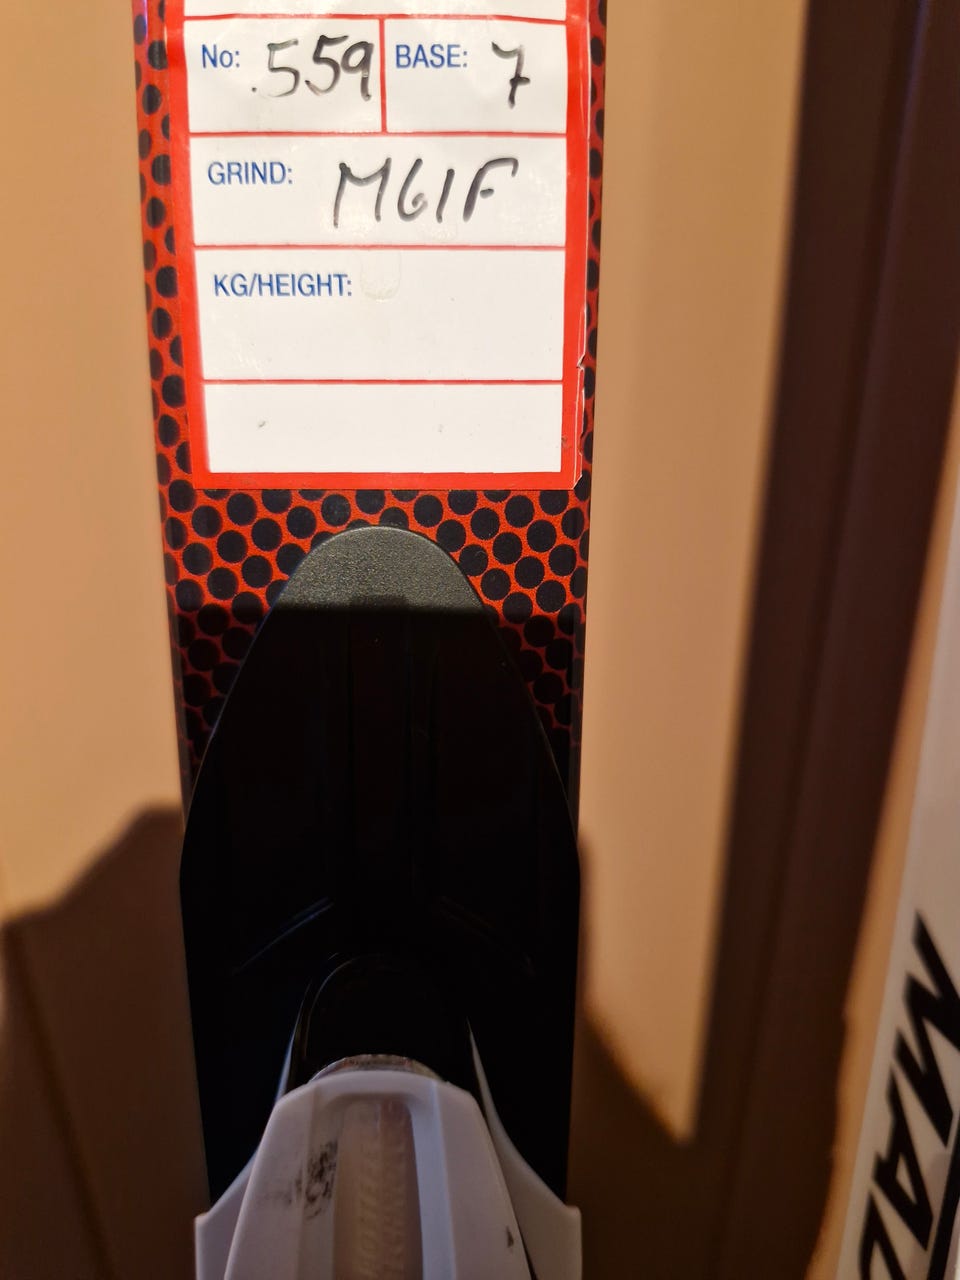 No: 559 BASE: 7
GRIND: M61F
KG/HEIGHT: